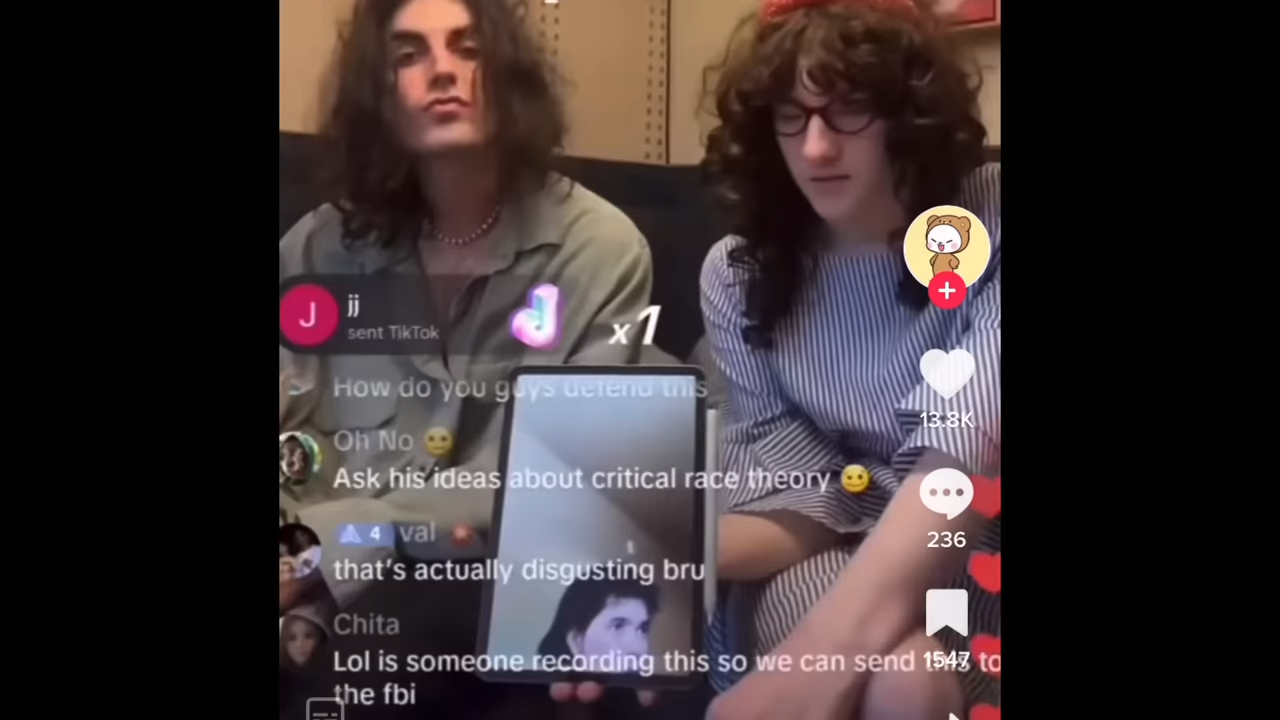 J
jj
sent TikTok
x1
How do you guys defend this
Oh No
Ask his ideas about critical race theory
4 val
that's actually disgusting bru
Chita
Lol is someone recording this so we can send this to
the fbi
13.8K
236
1547